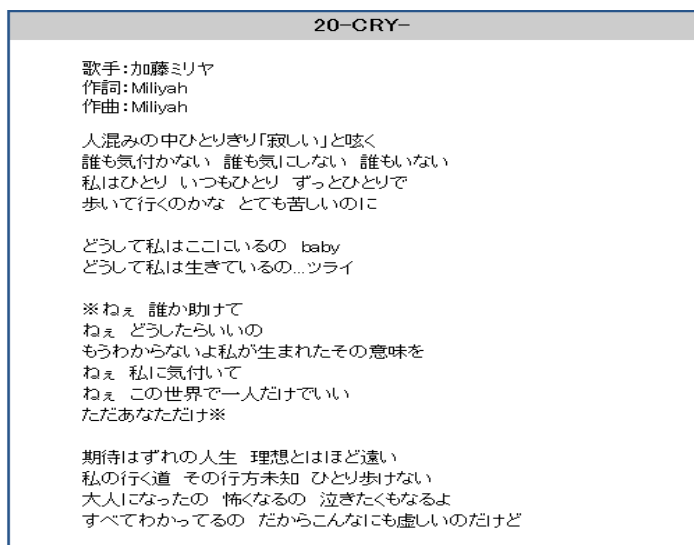 20-CRY-
歌手:加藤ミリヤ
作詞:Miliyah
作曲:Miliyah
人混みの中ひとりきり「寂しい」と呟く
誰も気付かない 誰も気にしない 誰もいない
私はひとり いつもひとり ずっとひとりで
歩いて行くのかな とても苦しいのに
どうして私はここにいるの baby
どうして私は生きているの...ツライ
※ねぇ 誰か助けて
ねぇ どうしたらいいの
もうわからないよ私が生まれたその意味を
ねぇ 私に気付いて
ねぇ この世界で一人だけでいい
ただあなただけ※
期待はずれの人生 理想とはほど遠い
私の行く道 その行方未知 ひとり歩けない
大人になったの 怖くなるの 泣きたくもなるよ
すべてわかってるの だからこんなにも虚しいのだけど